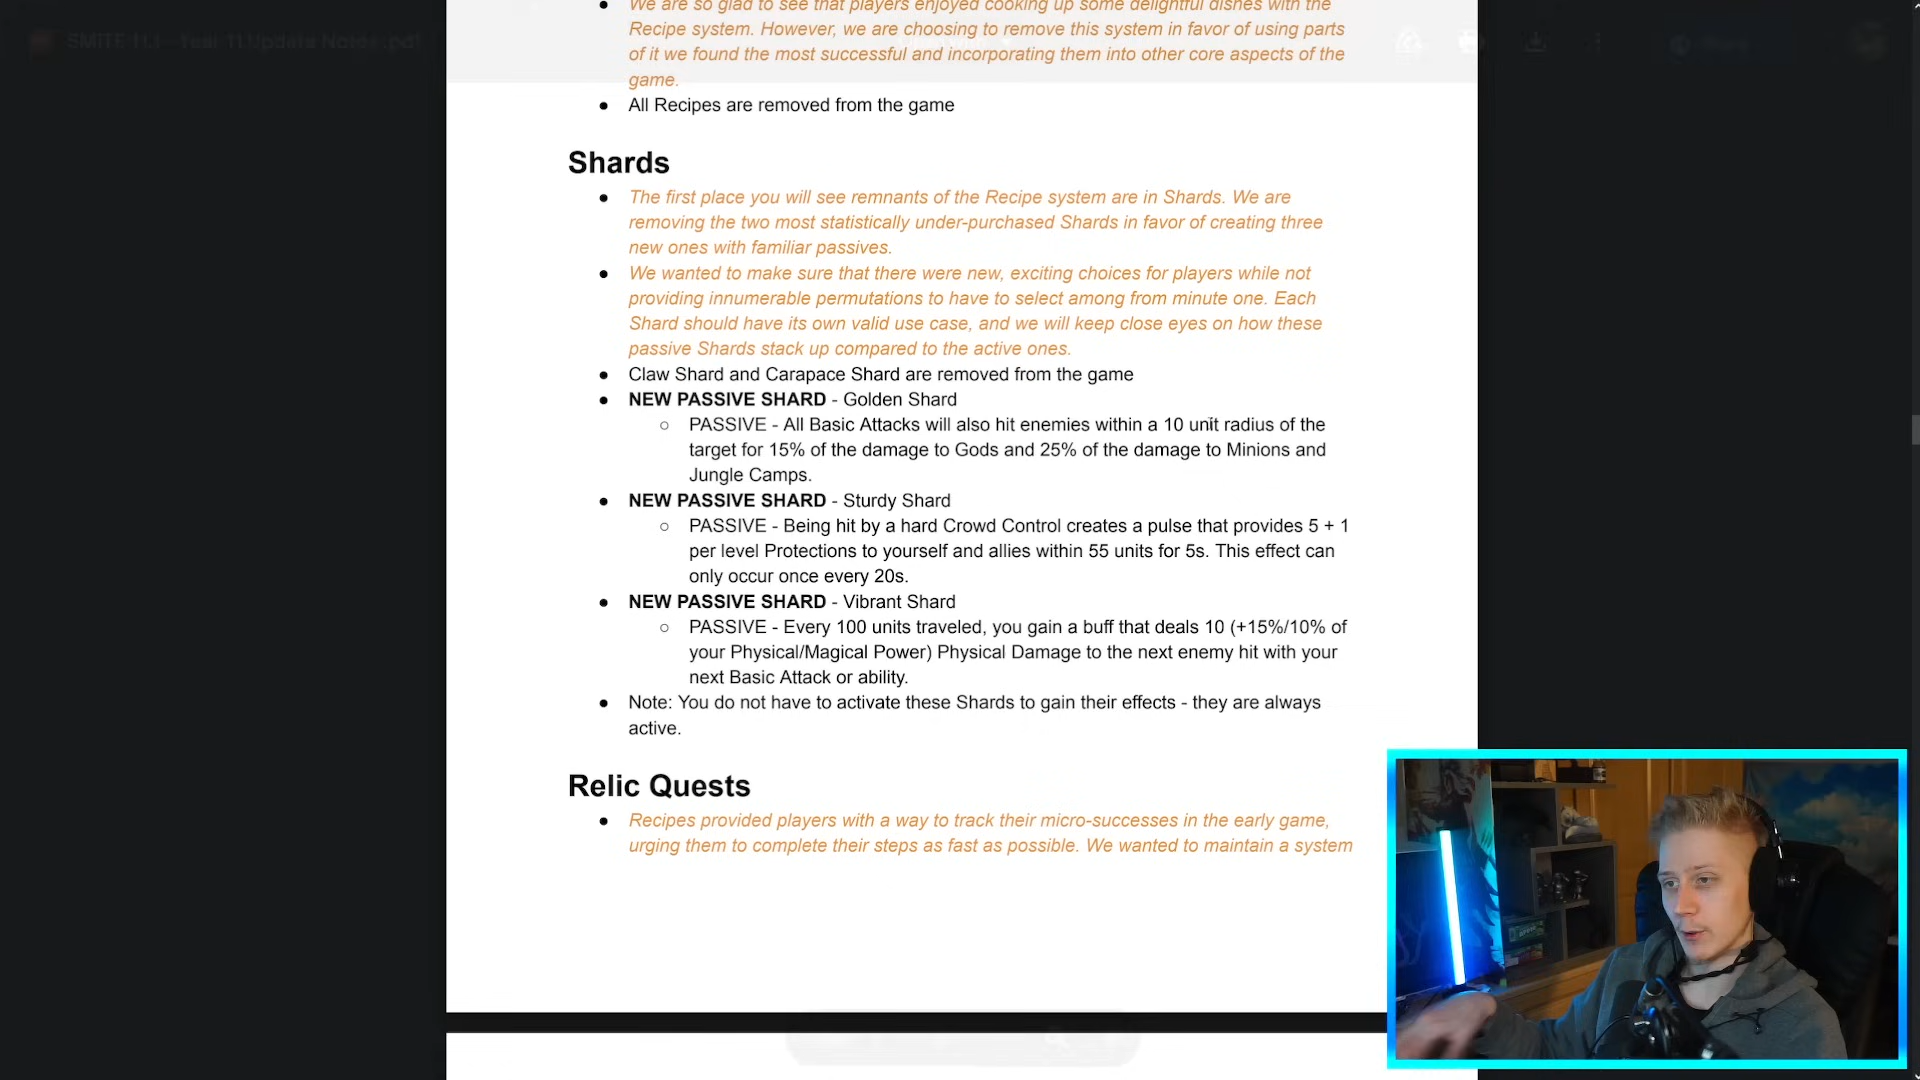 We are so glad to see that players enjoyed cooking up some delightful dishes with the
Recipe system. However, we are choosing to remove this system in favor of using parts
of it we found the most successful and incorporating them into other core aspects of the
game.
All Recipes are removed from the game
Shards
The first place you will see remnants of the Recipe system are in Shards. We are
removing the two most statistically under-purchased Shards in favor of creating three
new ones with familiar passives.
We wanted to make sure that there were new, exciting choices for players while not
providing innumerable permutations to have to select among from minute one. Each
Shard should have its own valid use case, and we will keep close eyes on how these
passive Shards stack up compared to the active ones.
Claw Shard and Carapace Shard are removed from the game
NEW PASSIVE SHARD - Golden Shard
PASSIVE - All Basic Attacks will also hit enemies within a 10 unit radius of the
target for 15% of the damage to Gods and 25% of the damage to Minions and
Jungle Camps.
NEW PASSIVE SHARD - Sturdy Shard
PASSIVE - Being hit by a hard Crowd Control creates a pulse that provides 5 + 1
per level Protections to yourself and allies within 55 units for 5s. This effect can
only occur once every 20s.
NEW PASSIVE SHARD - Vibrant Shard
PASSIVE - Every 100 units traveled, you gain a buff that deals 10 (+15%/10% of
your Physical/Magical Power) Physical Damage to the next enemy hit with your
next Basic Attack or ability.
Note: You do not have to activate these Shards to gain their effects - they are always
active.
Relic Quests
Recipes provided players with a way to track their micro-successes in the early game,
urging them to complete their steps as fast as possible. We wanted to maintain a system